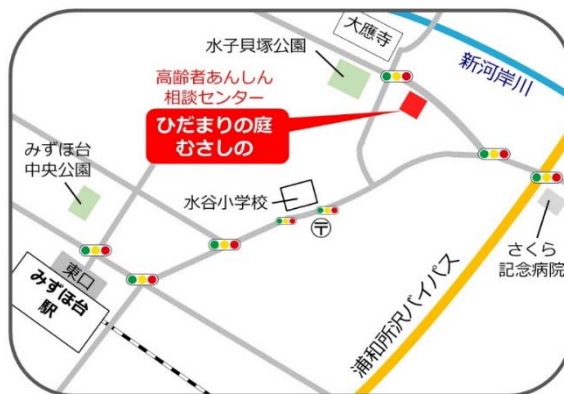 大應寺
水子貝塚公園
新河岸川
高齢者あんしん
相談センター
ひだまりの庭
むさしの
みずほ台
中央公園
水谷小学校
〒
さくら
記念病院
東口
みずほ台
駅
浦和所沢バイパス